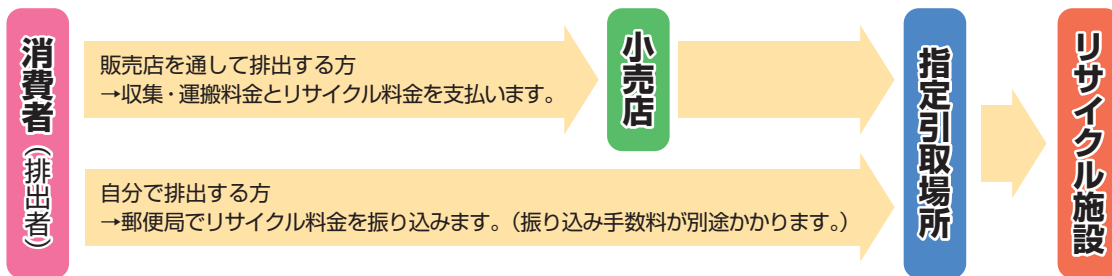 消費者
(排出者)
販売店を通して排出する方
→収集・運搬料金とリサイクル料金を支払います。
小売店
自分で排出する方
→郵便局でリサイクル料金を振り込みます。(振り込み手数料が別途かかります。)
指定引取場所
リサイクル施設